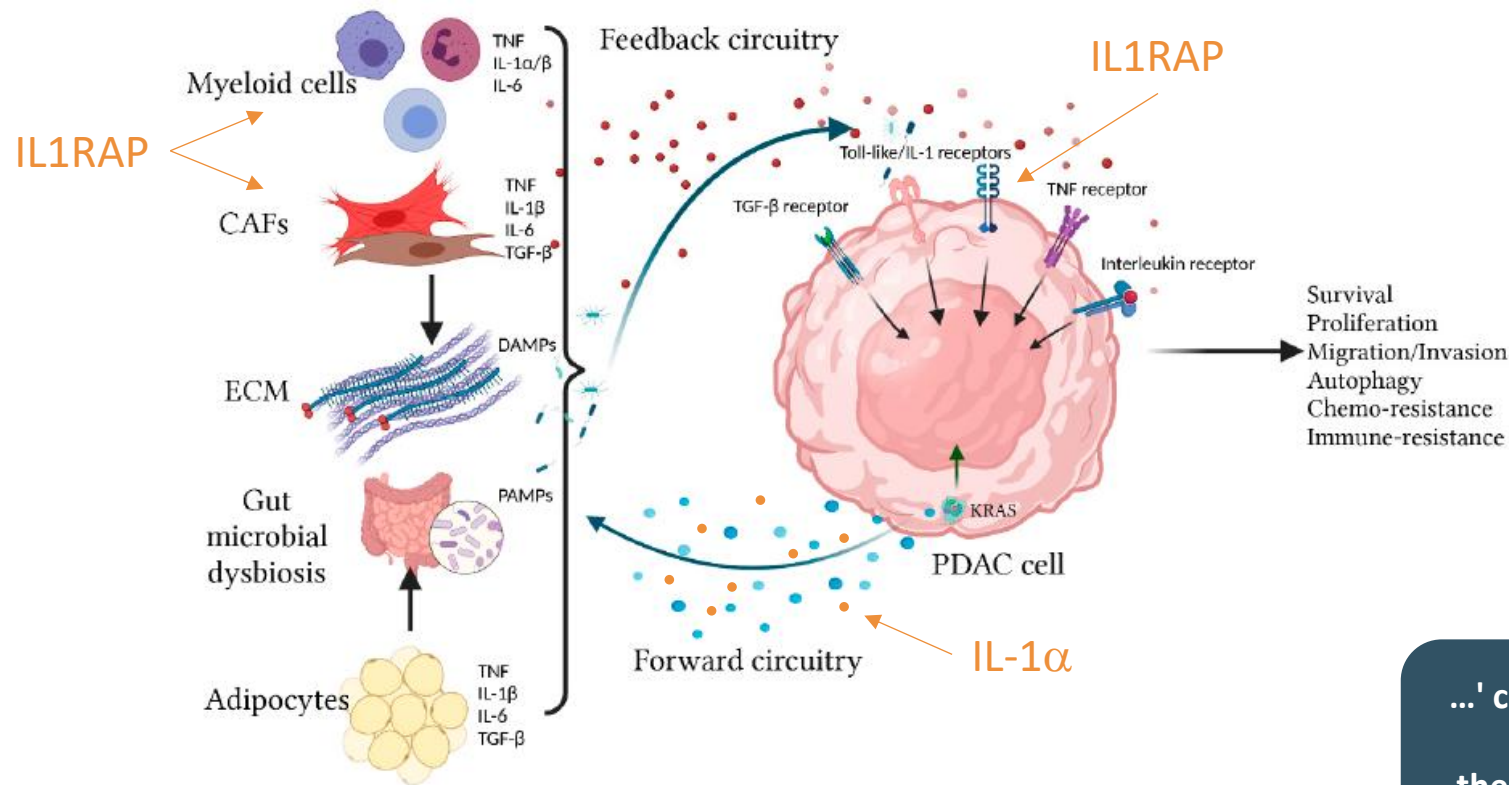 Feedback circuitry
IL1RAP
TNF
IL-1α/β
IL-6
Myeloid cells
IL1RAP
Toll-like/IL-1 receptors
TNF receptor
TNF
IL-1β
IL-6
TGF-β
CAFs
TGF-β receptor
Interleukin receptor
Survival
Proliferation
Migration/Invasion
Autophagy
Chemo-resistance
Immune-resistance
DAMPs
ECM
PAMPs
Gut
microbial
dysbiosis
KRAS
PDAC cell
Forward circuitry
IL-1α
Adipocytes
TNF
IL-1β
IL-6
TGF-β
...' c